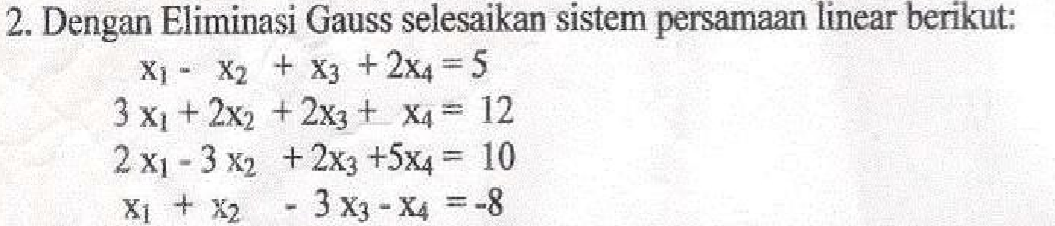 2. Dengan Eliminasi Gauss selesaikan sistem persamaan linear berikut:
x₁ - x₂ + x₃ + 2x₄ = 5
3 x₁ + 2x₂ + 2x₃ + x₄ = 12
2 x₁ - 3 x₂ + 2x₃ +5x₄ = 10
x₁ + x₂ - 3 x₃ - x₄ = -8